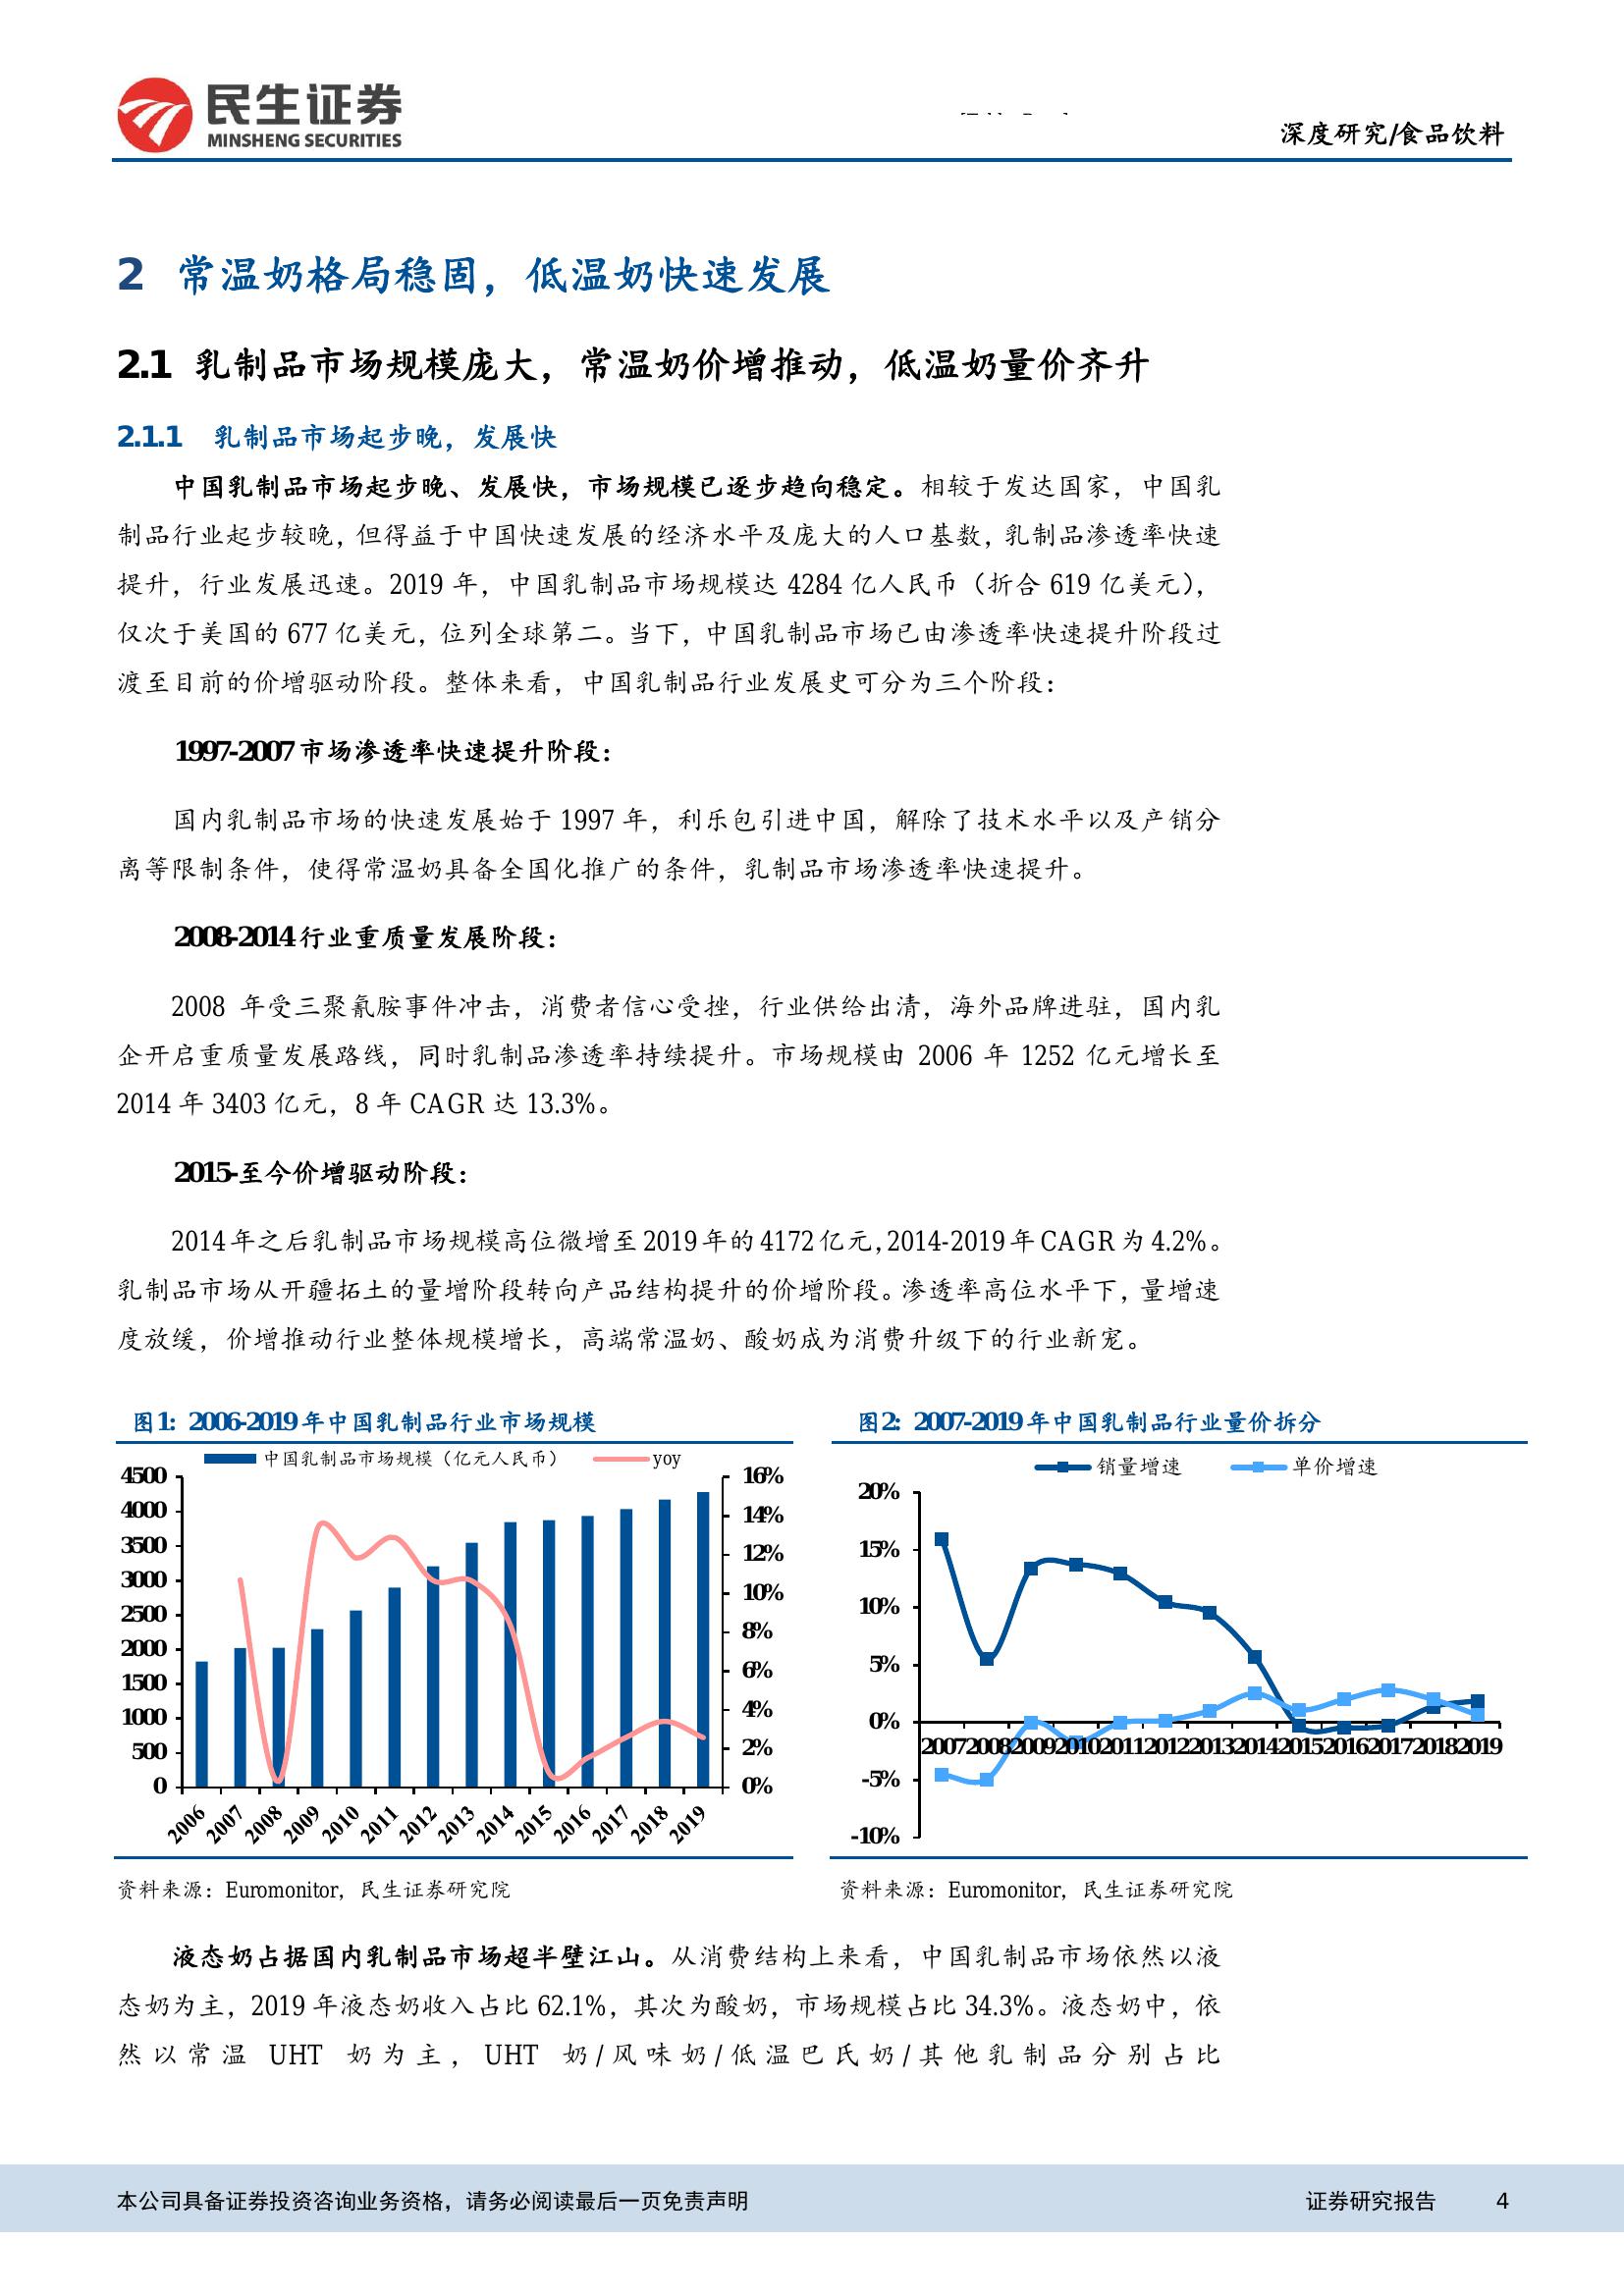 民生证券
MINSHENG SECURITIES
深度研究/食品饮料
2 常温奶格局稳固，低温奶快速发展
2.1 乳制品市场规模庞大，常温奶价增推动，低温奶量价齐升
2.1.1 乳制品市场起步晚，发展快
中国乳制品市场起步晚、发展快，市场规模已逐步趋向稳定。相较于发达国家，中国乳
制品行业起步较晚，但得益于中国快速发展的经济水平及庞大的人口基数，乳制品渗透率快速
提升，行业发展迅速。2019 年，中国乳制品市场规模达 4284 亿人民币（折合 619 亿美元），
仅次于美国的 677 亿美元，位列全球第二。当下，中国乳制品市场已由渗透率快速提升阶段过
渡至目前的价增驱动阶段。整体来看，中国乳制品行业发展史可分为三个阶段：
1997-2007 市场渗透率快速提升阶段：
国内乳制品市场的快速发展始于 1997 年，利乐包引进中国，解除了技术水平以及产销分
离等限制条件，使得常温奶具备全国化推广的条件，乳制品市场渗透率快速提升。
2008-2014 行业重质量发展阶段：
2008 年受三聚氰胺事件冲击，消费者信心受挫，行业供给出清，海外品牌进驻，国内乳
企开启重质量发展路线，同时乳制品渗透率持续提升。市场规模由 2006 年 1252 亿元增长至
2014 年 3403 亿元，8 年 CAGR 达 13.3%。
2015-至今价增驱动阶段：
2014 年之后乳制品市场规模高位微增至 2019 年的 4172 亿元，2014-2019 年 CAGR 为 4.2%。
乳制品市场从开疆拓土的量增阶段转向产品结构提升的价增阶段。渗透率高位水平下，量增速
度放缓，价增推动行业整体规模增长，高端常温奶、酸奶成为消费升级下的行业新宠。
图1：2006-2019 年中国乳制品行业市场规模
中国乳制品市场规模（亿元人民币） yoy
4500
4000
3500
3000
2500
2000
1500
1000
500
0
16%
14%
12%
10%
8%
6%
4%
2%
0%
2006 2007 2008 2009 2010 2011 2012 2013 2014 2015 2016 2017 2018 2019
资料来源：Euromonitor，民生证券研究院
图2：2007-2019 年中国乳制品行业量价拆分
销量增速 单价增速
20%
15%
10%
5%
0%
-5%
-10%
2007 2008 2009 2010 2011 2012 2013 2014 2015 2016 2017 2018 2019
资料来源：Euromonitor，民生证券研究院
液态奶占据国内乳制品市场超半壁江山。从消费结构上来看，中国乳制品市场依然以液
态奶为主，2019 年液态奶收入占比 62.1%，其次为酸奶，市场规模占比 34.3%。液态奶中，依
然以常温 UHT 奶为主，UHT 奶/风味奶/低温巴氏奶/其他乳制品分别占比
本公司具备证券投资咨询业务资格，请务必阅读最后一页免责声明
证券研究报告 4